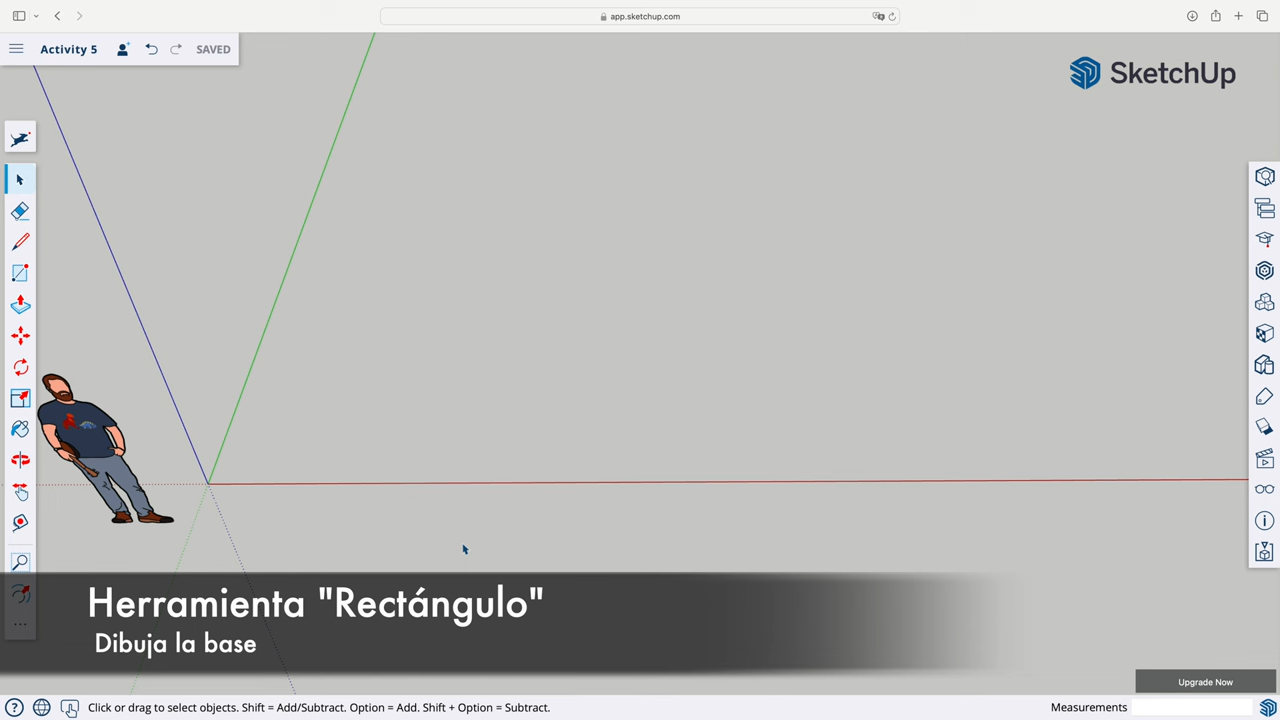 app.sketchup.com
Activity 5
SAVED
SketchUp
Herramienta "Rectángulo"
Dibuja la base
Upgrade Now
Click or drag to select objects. Shift = Add/Subtract. Option = Add. Shift + Option = Subtract.
Measurements